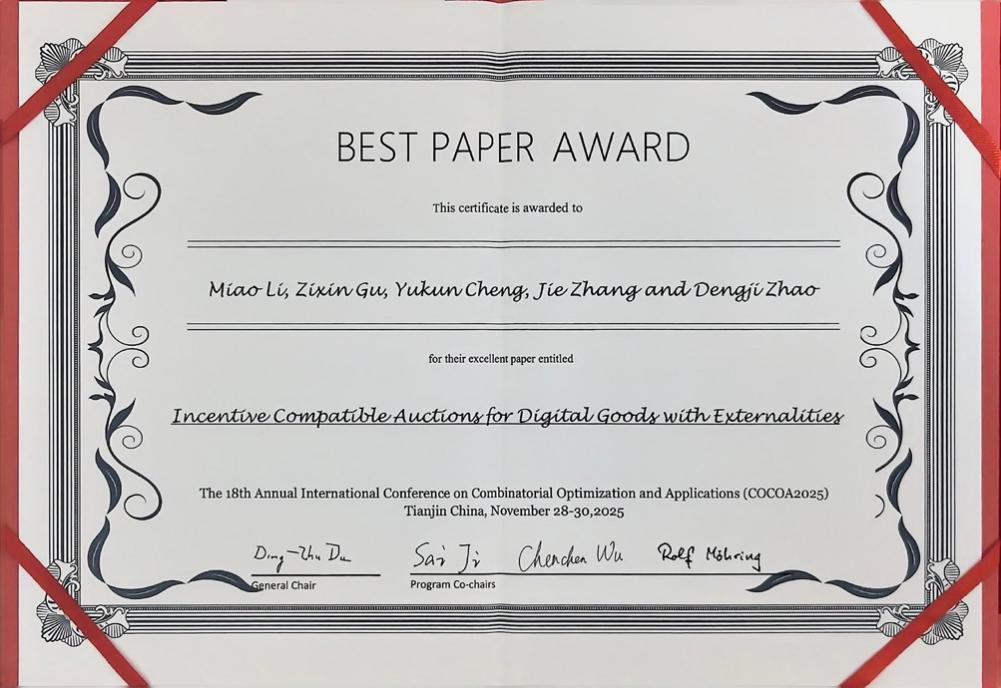 BEST PAPER AWARD
This certificate is awarded to
Miao Li, Zixin Gu, Yukun Cheng, Jie Zhang and Dengji Zhao
for their excellent paper entitled
Incentive Compatible Auctions for Digital Goods with Externalities
The 18th Annual International Conference on Combinatorial Optimization and Applications (COCOA2025)
Tianjin China, November 28-30,2025
Ding-Zhu Du Sai Ji Chenchen Wu Rolf Möhring
General Chair Program Co-chairs